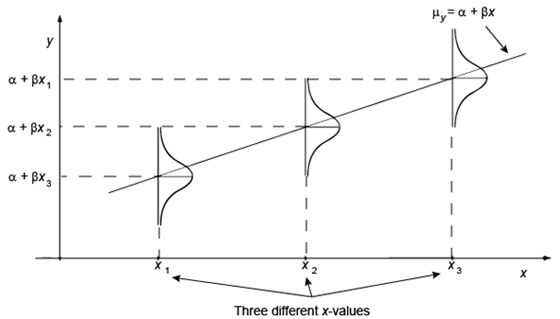 μy = α + βx
y
α + βx1
α + βx2
α + βx3
x1 x2 x3
x
Three different x-values